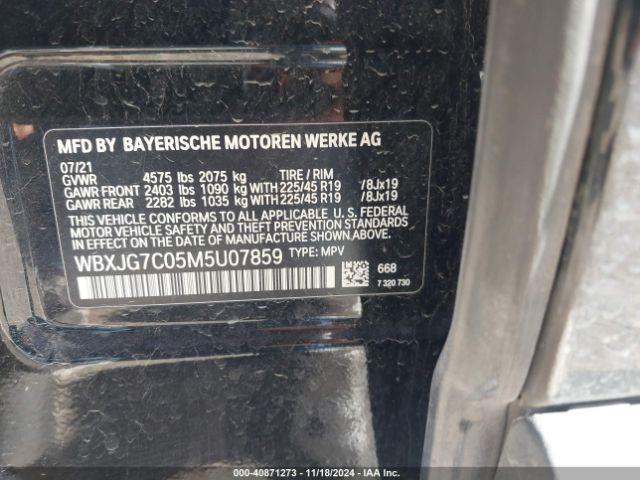 MFD BY BAYERISCHE MOTOREN WERKE AG
07/21
GVWR 4575 lbs 2075 kg TIRE / RIM
GAWR FRONT 2403 lbs 1090 kg WITH 225/45 R19 /8Jx19
GAWR REAR 2282 lbs 1035 kg WITH 225/45 R19 /8Jx19
THIS VEHICLE CONFORMS TO ALL APPLICABLE U. S. FEDERAL
MOTOR VEHICLE SAFETY AND THEFT PREVENTION STANDARDS
IN EFFECT ON THE DATE OF MANUFACTURE SHOWN ABOVE.
WBXJG7C05M5U07859 TYPE: MPV
668
7 320 730
© - 40871273 - 11/18/2024 - IAA Inc.